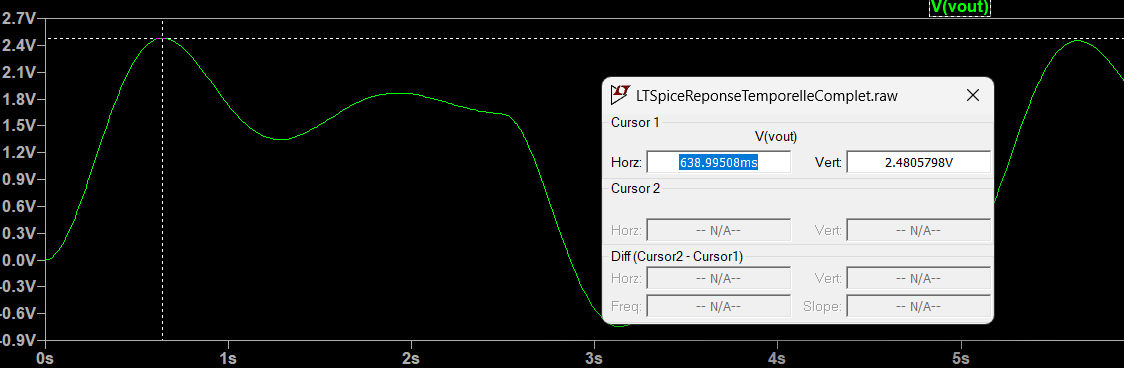 V(vout)
2.7V
2.4V
2.1V
1.8V
1.5V
1.2V
0.9V
0.6V
0.3V
0.0V
-0.3V
-0.6V
-0.9V
0s 1s 2s 3s 4s 5s
LTSpiceReponseTemporelleComplet.raw
Cursor 1
V(vout)
Horz: 638.99508ms Vert: 2.4805798V
Cursor 2
Horz: -- N/A-- Vert: -- N/A--
Diff (Cursor2 - Cursor1)
Horz: -- N/A-- Vert: -- N/A--
Freq: -- N/A-- Slope: -- N/A--